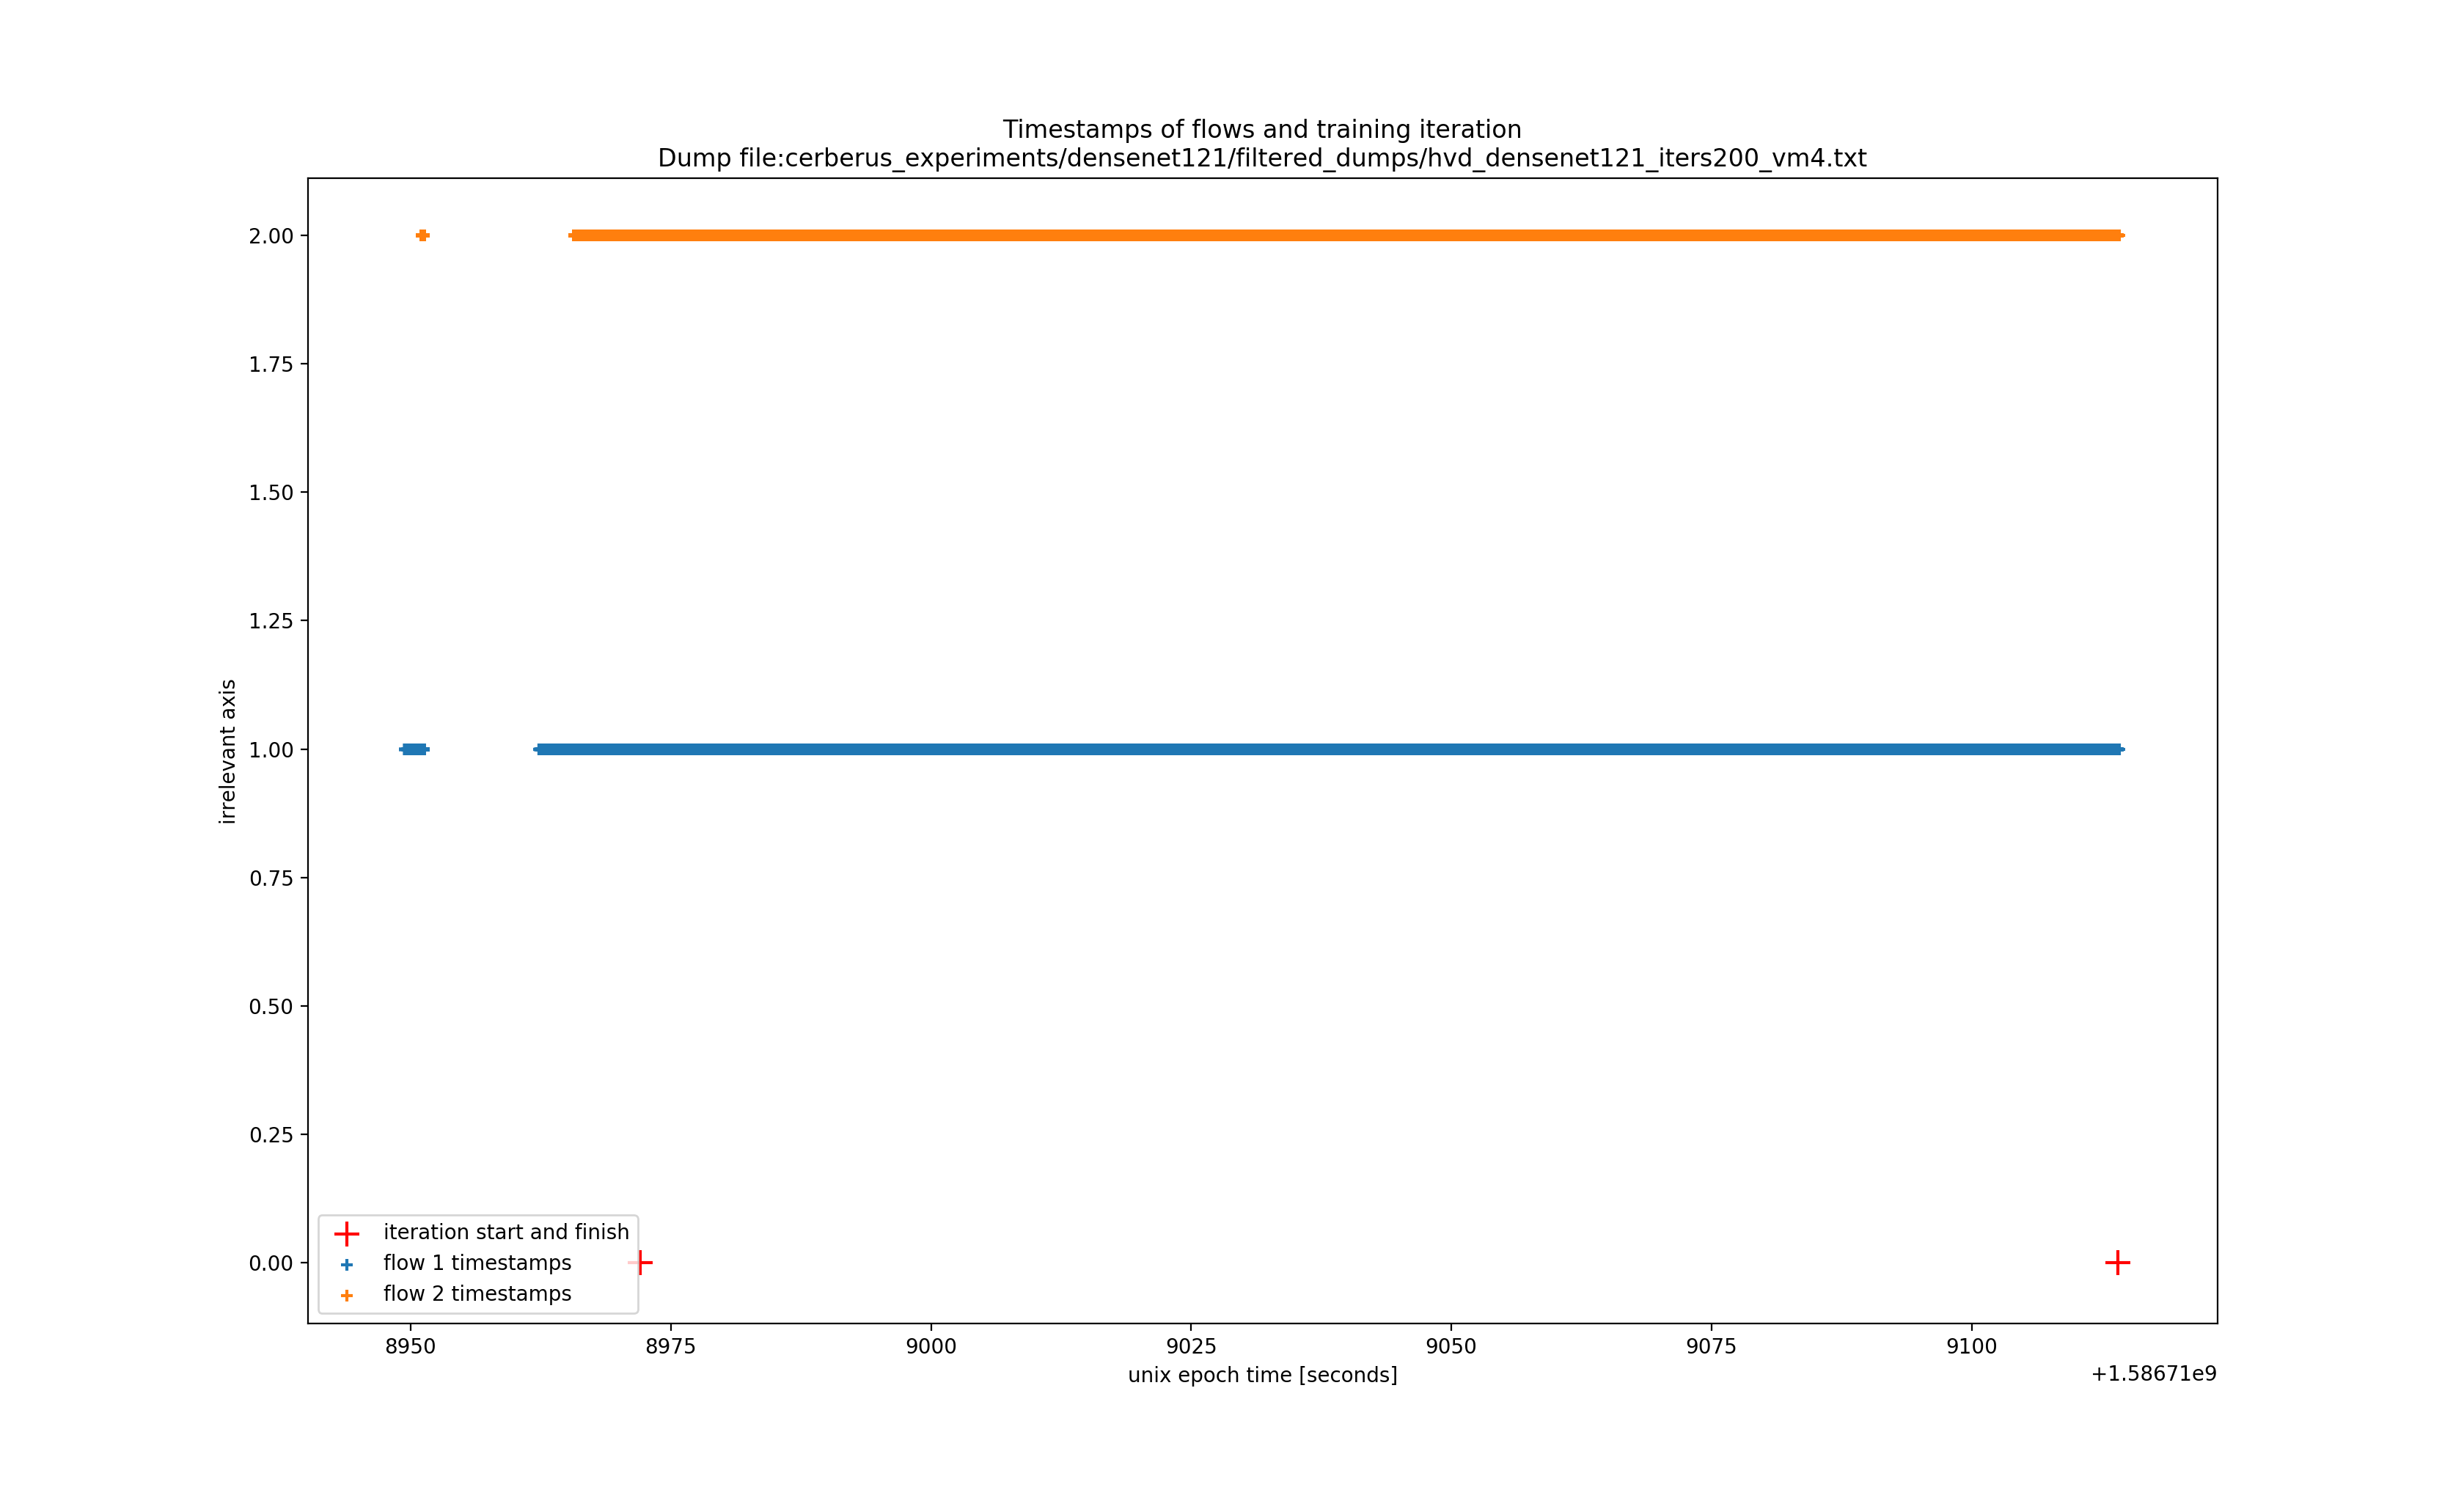 Timestamps of flows and training iteration
Dump file:cerberus_experiments/densenet121/filtered_dumps/hvd_densenet121_iters200_vm4.txt
2.00
1.75
1.50
1.25
1.00
0.75
0.50
0.25
0.00
irrelevant axis
iteration start and finish
flow 1 timestamps
flow 2 timestamps
8950 8975 9000 9025 9050 9075 9100
unix epoch time [seconds]
+1.58671e9